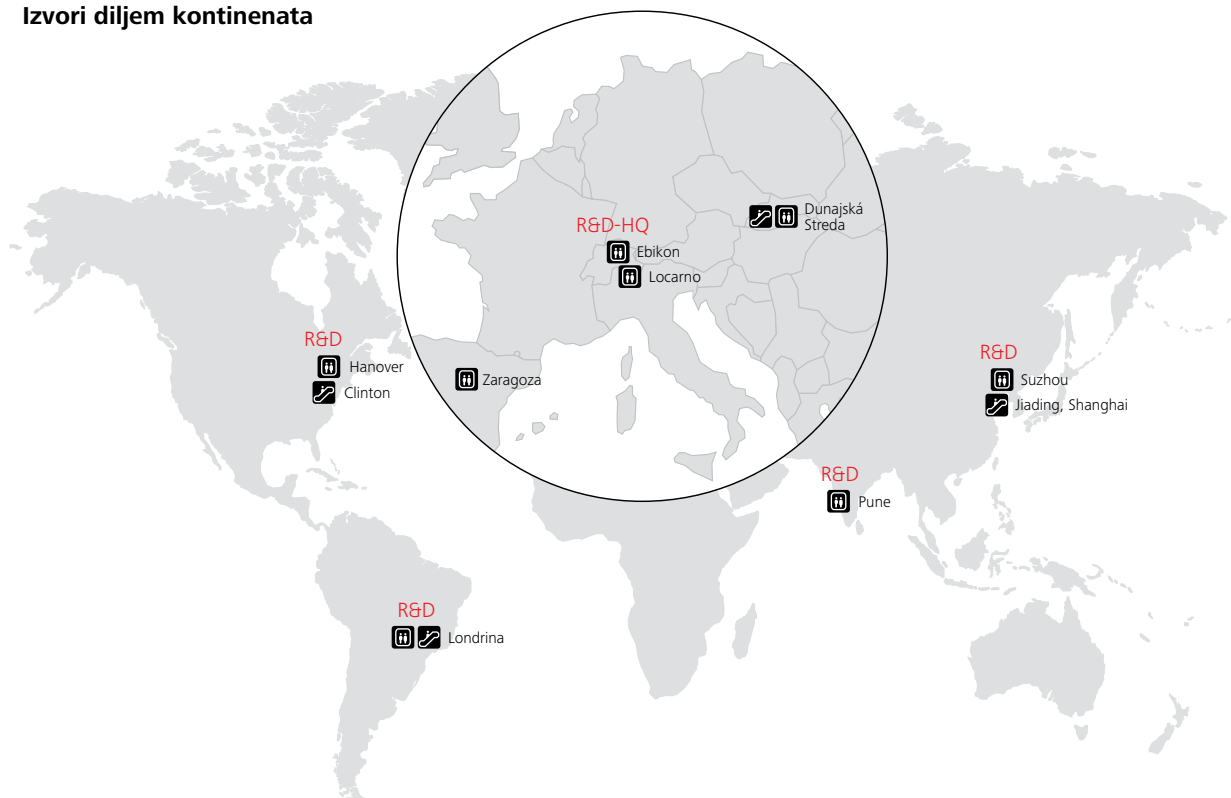 Izvori diljem kontinenata
Dunajská
Streda
R&D-HQ
Ebikon
Locarno
R&D
Hanover
Clinton
Zaragoza
R&D
Suzhou
Jiading, Shanghai
R&D
Pune
R&D
Londrina